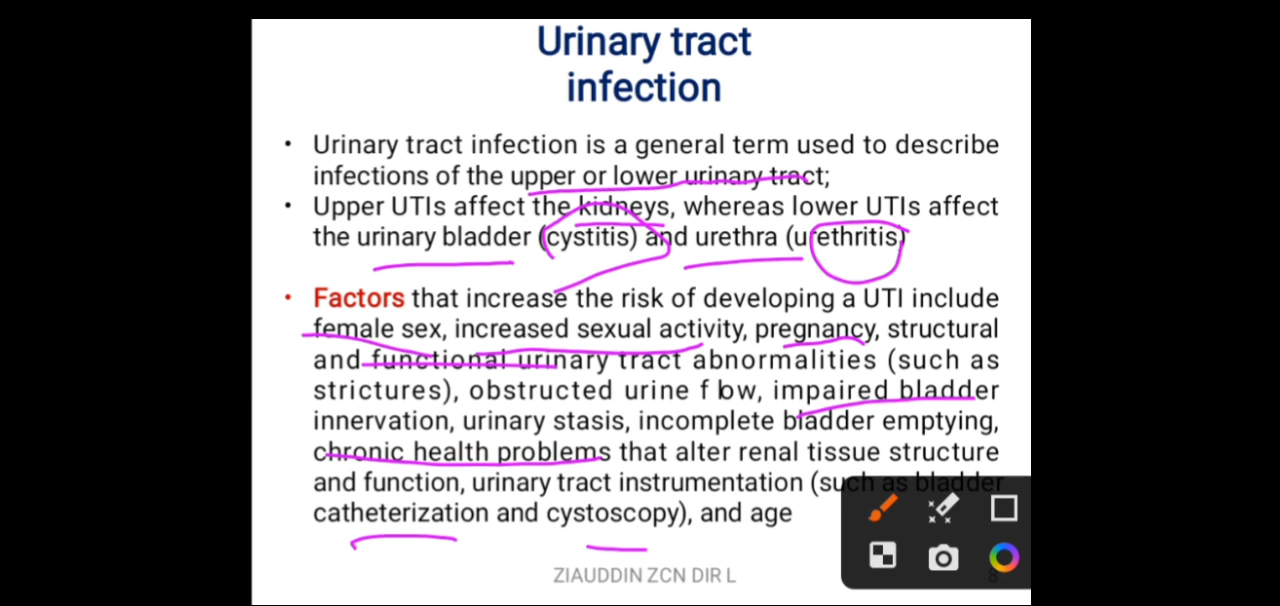 Urinary tract
infection
• Urinary tract infection is a general term used to describe
infections of the upper or lower urinary tract;
• Upper UTIs affect the kidneys, whereas lower UTIs affect
the urinary bladder (cystitis) and urethra (urethritis)
• Factors that increase the risk of developing a UTI include
female sex, increased sexual activity, pregnancy, structural
and functional urinary tract abnormalities (such as
strictures), obstructed urine f low, impaired bladder
innervation, urinary stasis, incomplete bladder emptying,
chronic health problems that alter renal tissue structure
and function, urinary tract instrumentation (such as bladder
catheterization and cystoscopy), and age
ZIAUDDIN ZCN DIR L
8